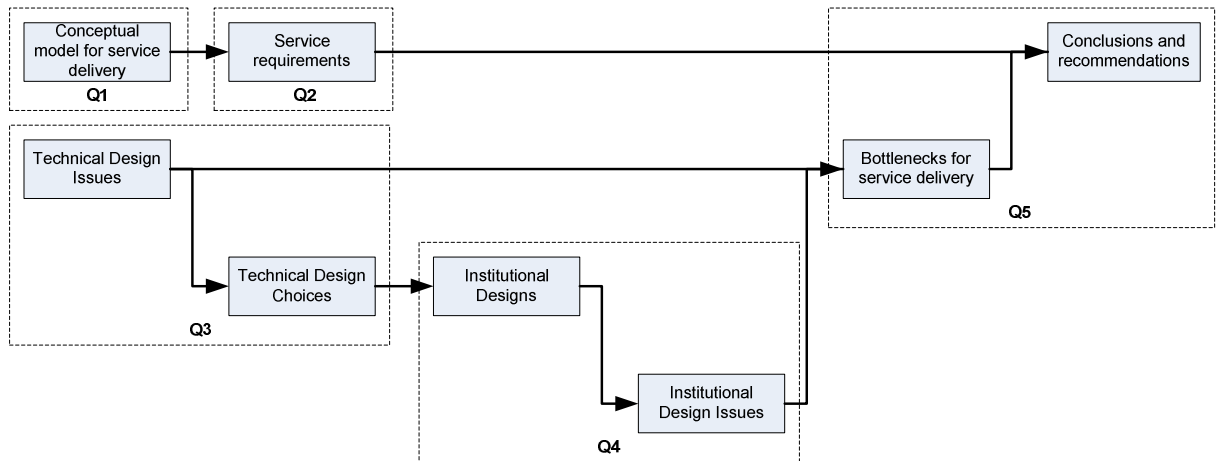 Conceptual
model for service
delivery
Q1
Service
requirements
Q2
Conclusions and
recommendations
Technical Design
Issues
Bottlenecks for
service delivery
Q5
Technical Design
Choices
Q3
Institutional
Designs
Institutional
Design Issues
Q4